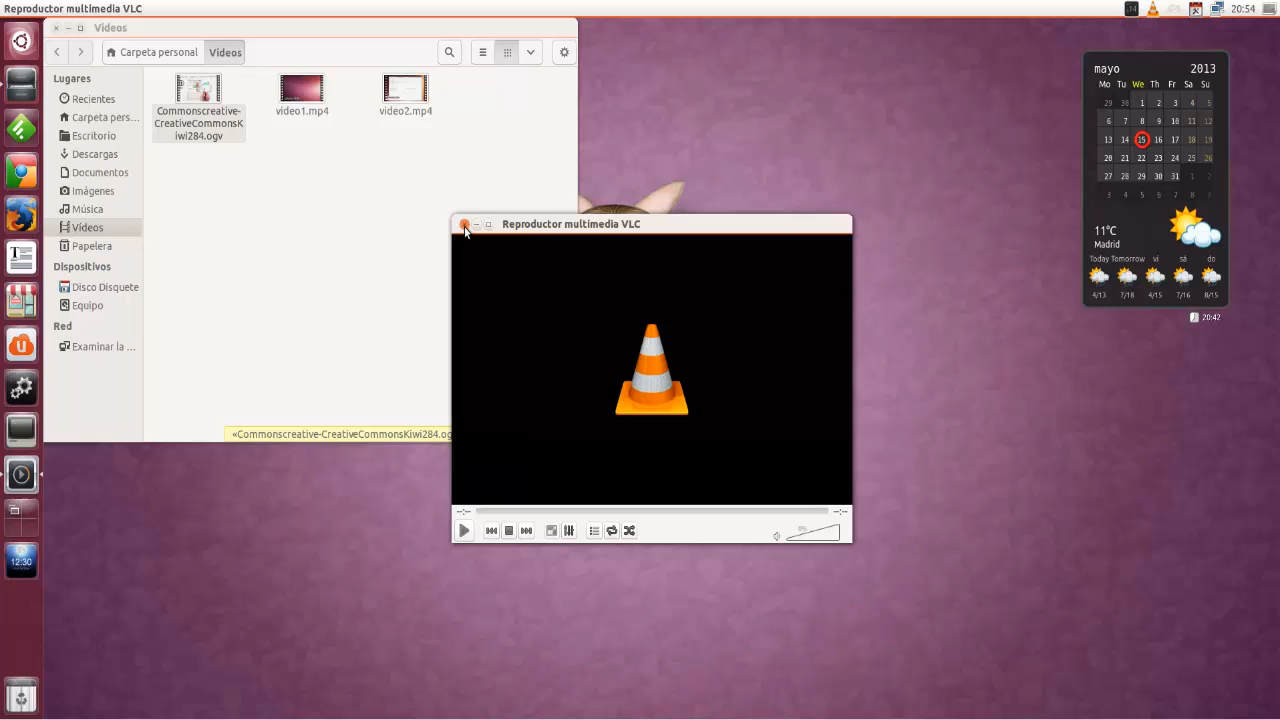 Reproductor multimedia VLC
20:54
Vídeos
Carpeta personal
Vídeos
Lugares
Recientes
Carpeta pers...
Escritorio
Descargas
Documentos
Imágenes
Música
Vídeos
Papelera
Dispositivos
Disco Disquete
Equipo
Red
Examinar la ...
Commonscreative-
CreativeCommonsK
iwi284.ogv
video1.mp4
video2.mp4
«Commonscreative-CreativeCommonsKiwi284.og
Reproductor multimedia VLC
--:--
--:--
0%
12:30
mayo 2013
Mo Tu We Th Fr Sa Su
29 30 1 2 3 4 5
6 7 8 9 10 11 12
13 14 15 16 17 18 19
20 21 22 23 24 25 26
27 28 29 30 31 1 2
3 4 5 6 7 8 9
11°C
Madrid
Today Tomorrow vi sá do
4/13 7/18 4/15 7/16 8/15
20:42